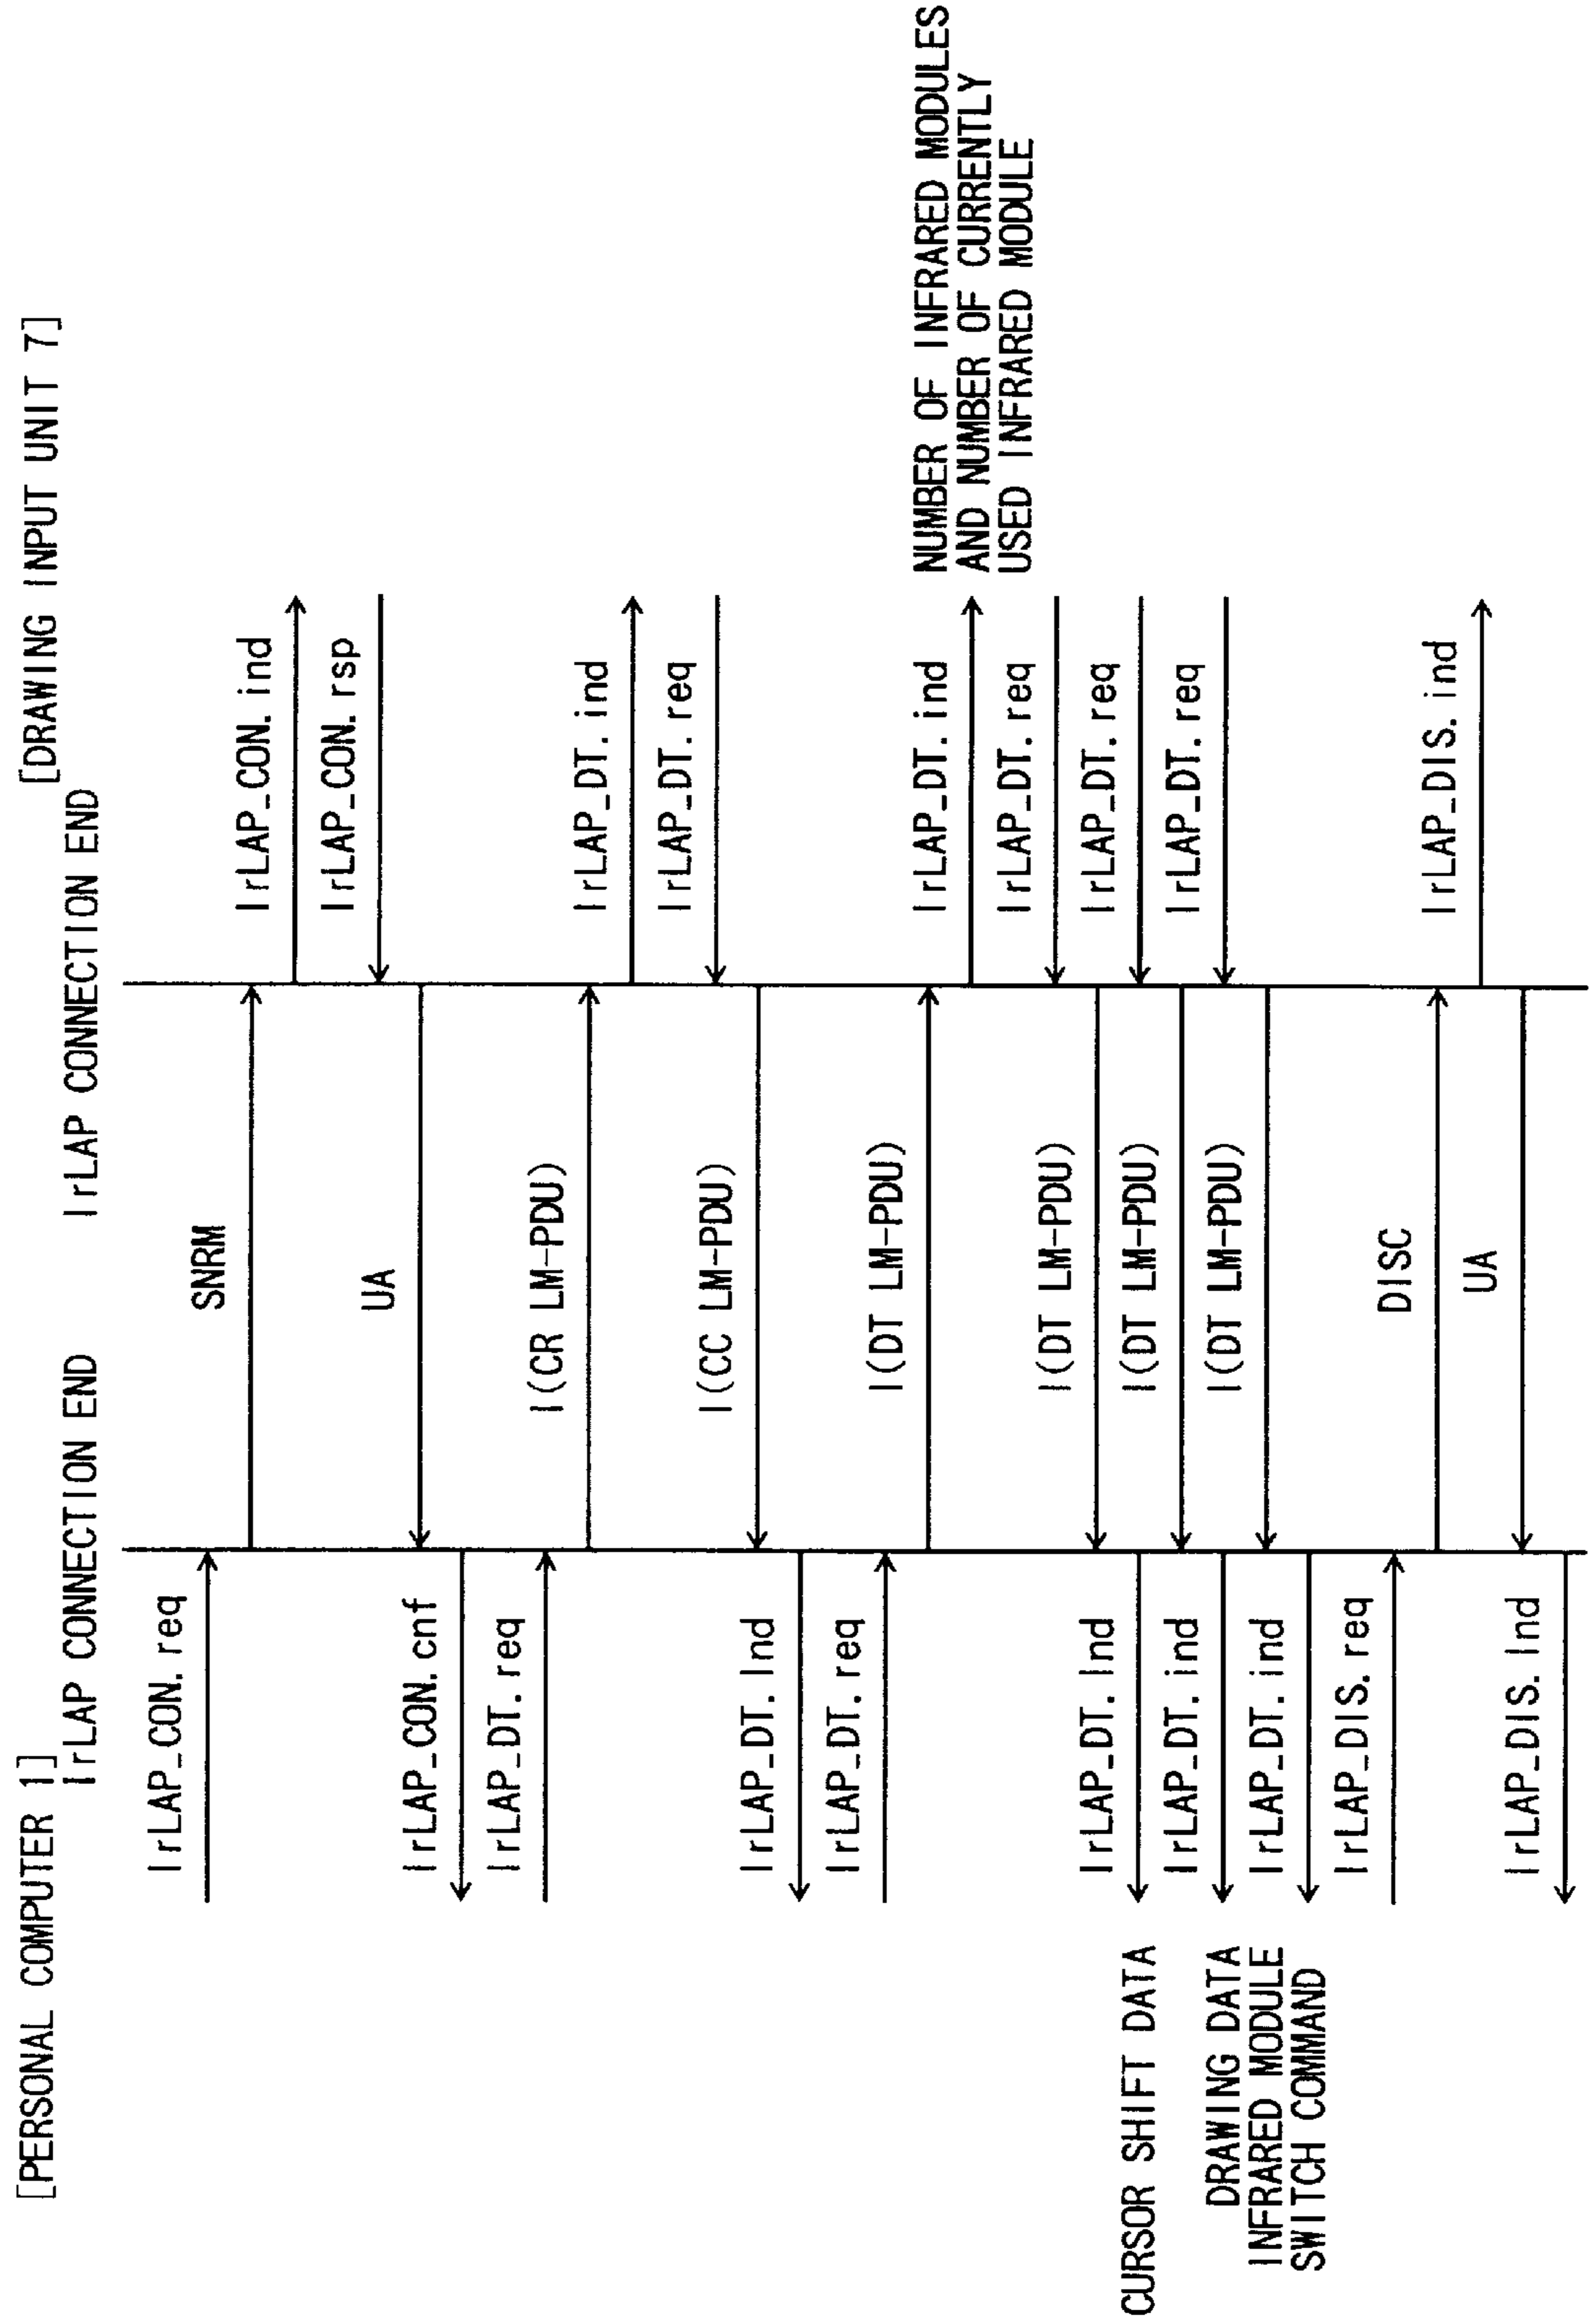 [PERSONAL COMPUTER 1]
[DRAWING INPUT UNIT 7]
IrLAP CONNECTION END
IrLAP CONNECTION END
IrLAP CONNECTION END
IrLAP_CON.req
SNRM
IrLAP_CON.ind
IrLAP_CON.rsp
UA
IrLAP_CON.cnf
IrLAP_DT.req
I(CR LM-PDU)
IrLAP_DT.ind
IrLAP_DT.req
I(CC LM-PDU)
IrLAP_DT.Ind
IrLAP_DT.req
I(DT LM-PDU)
IrLAP_DT.ind
NUMBER OF INFRARED MODULES
AND NUMBER OF CURRENTLY
USED INFRARED MODULE
IrLAP_DT.req
I(DT LM-PDU)
CURSOR SHIFT DATA
IrLAP_DT.Ind
IrLAP_DT.req
I(DT LM-PDU)
DRAWING DATA
IrLAP_DT.ind
IrLAP_DT.req
I(DT LM-PDU)
INFRARED MODULE
SWITCH COMMAND
IrLAP_DT.ind
IrLAP_DIS.req
DISC
IrLAP_DIS.ind
UA
IrLAP_DIS.Ind